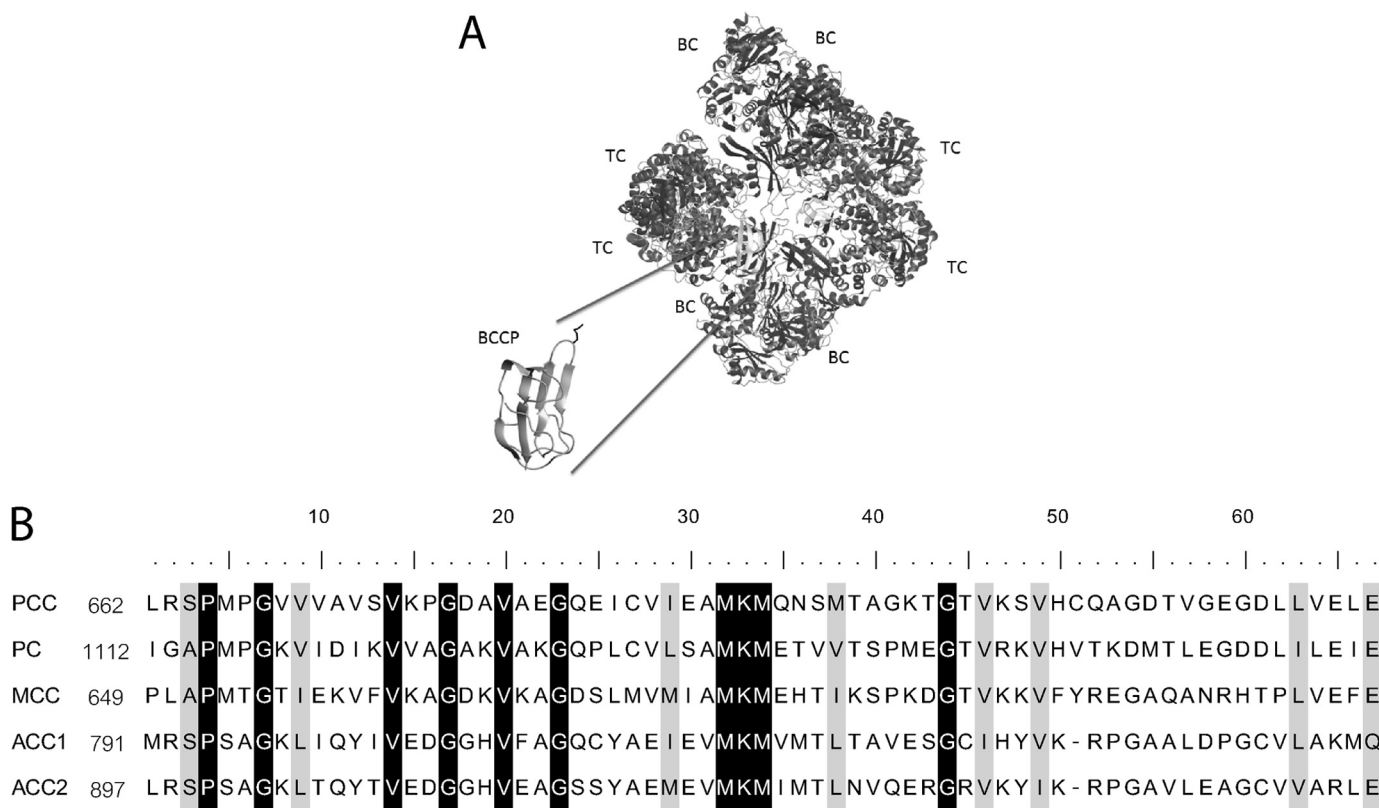 A
BC BC
TC TC
TC TC
BC
BCCP
BC
B
10 20 30 40 50 60
PCC 662 LRSPMPGVVVAVSVKPGDAVAEGQEICVIEAMKMQNSMTAGKTGTVKSVHCQAGDTVGEGDLLVELE
PC 1112 IGAPMPGKVIDIKVVAGAKVAKGQPLCVLSAMKMETVVTSPMEGTVRKVHVTKDMTLEGDDLILEIE
MCC 649 PLAPMTGTIEKVFVKAGDKVKAGDSLMVMIAMKMEHTIKSPKDGTVKKVFYREGAQANRHTPLVEFE
ACC1 791 MRSPSAGKLIQYIVEDGGHVFAGQCYAEIEVMKMVMTLTAVESGCIHYVK-RPGAALDPGCVLAKMQ
ACC2 897 LRSPSAGKLTQYTVEDGGHVEAGSSYAEMEVMKMIMTLNVQERGRVKYIK-RPGAVLEAGCVVARLE